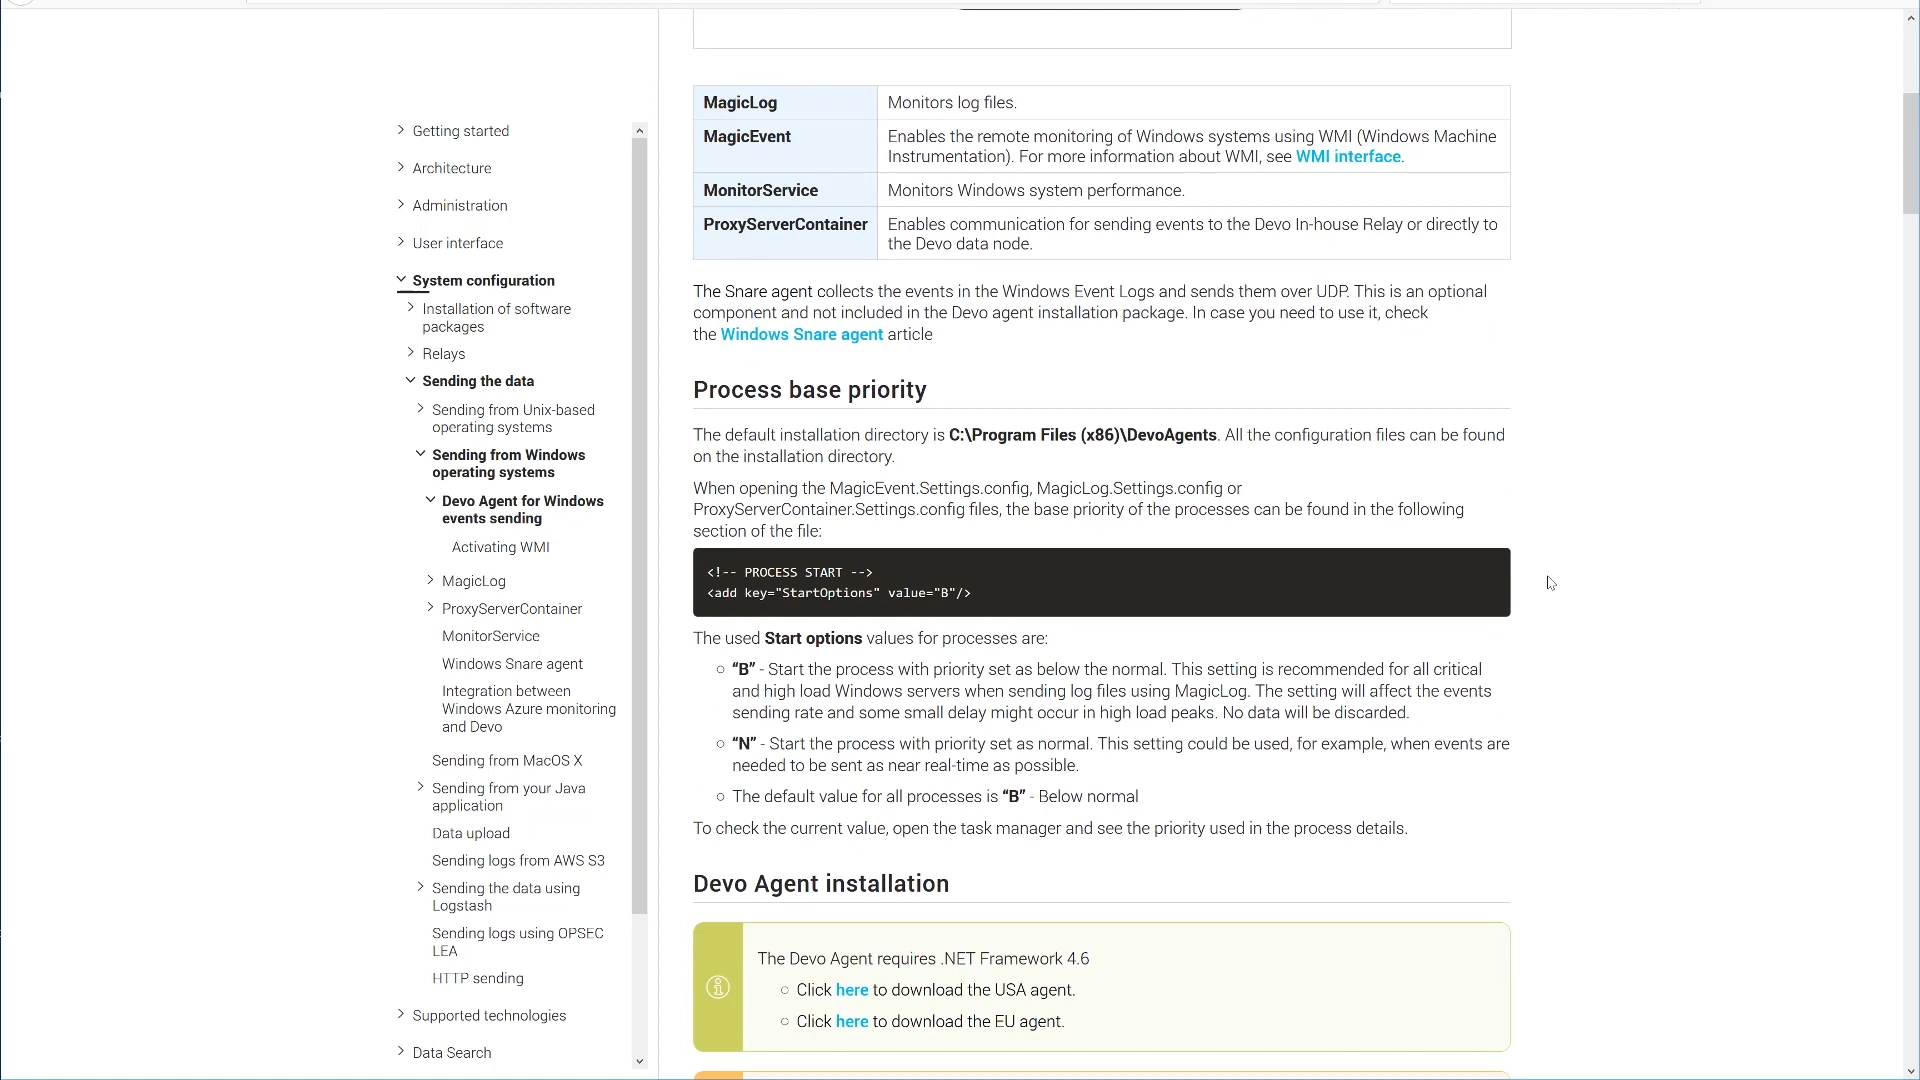 Getting started
Architecture
Administration
User interface
System configuration
Installation of software
packages
Relays
Sending the data
Sending from Unix-based
operating systems
Sending from Windows
operating systems
Devo Agent for Windows
events sending
Activating WMI
MagicLog
ProxyServerContainer
MonitorService
Windows Snare agent
Integration between
Windows Azure monitoring
and Devo
Sending from MacOS X
Sending from your Java
application
Data upload
Sending logs from AWS S3
Sending the data using
Logstash
Sending logs using OPSEC
LEA
HTTP sending
Supported technologies
Data Search
MagicLog Monitors log files.
MagicEvent Enables the remote monitoring of Windows systems using WMI (Windows Machine
Instrumentation). For more information about WMI, see WMI interface.
MonitorService Monitors Windows system performance.
ProxyServerContainer Enables communication for sending events to the Devo In-house Relay or directly to
the Devo data node.
The Snare agent collects the events in the Windows Event Logs and sends them over UDP. This is an optional
component and not included in the Devo agent installation package. In case you need to use it, check
the Windows Snare agent article
Process base priority
The default installation directory is C:\Program Files (x86)\DevoAgents. All the configuration files can be found
on the installation directory.
When opening the MagicEvent.Settings.config, MagicLog.Settings.config or
ProxyServerContainer.Settings.config files, the base priority of the processes can be found in the following
section of the file:
<!-- PROCESS START -->
<add key="StartOptions" value="B"/>
The used Start options values for processes are:
“B” - Start the process with priority set as below the normal. This setting is recommended for all critical
and high load Windows servers when sending log files using MagicLog. The setting will affect the events
sending rate and some small delay might occur in high load peaks. No data will be discarded.
“N” - Start the process with priority set as normal. This setting could be used, for example, when events are
needed to be sent as near real-time as possible.
The default value for all processes is “B” - Below normal
To check the current value, open the task manager and see the priority used in the process details.
Devo Agent installation
The Devo Agent requires .NET Framework 4.6
Click here to download the USA agent.
Click here to download the EU agent.